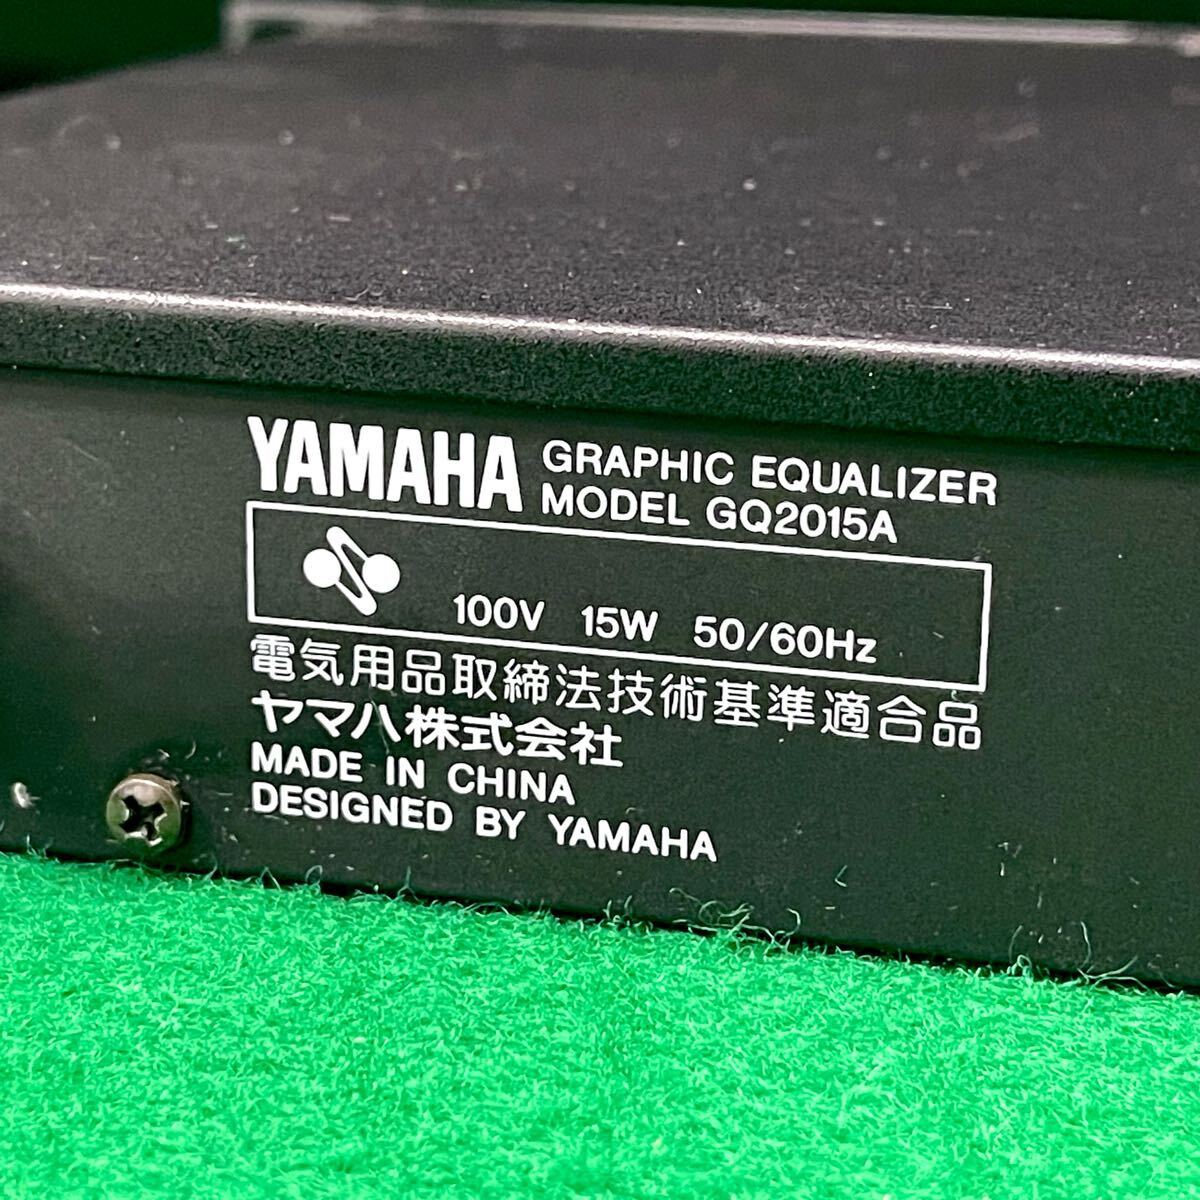 YAMAHA GRAPHIC EQUALIZER
MODEL GQ2015A
100V 15W 50/60Hz
電気用品取締法技術基準適合品
ヤマハ株式会社
MADE IN CHINA
DESIGNED BY YAMAHA